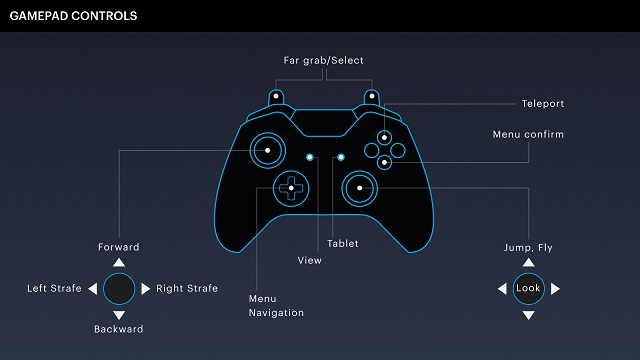 GAMEPAD CONTROLS
Far grab/Select
Teleport
Menu confirm
Forward
Left Strafe
Right Strafe
Backward
Tablet
View
Menu
Navigation
Jump, Fly
Look